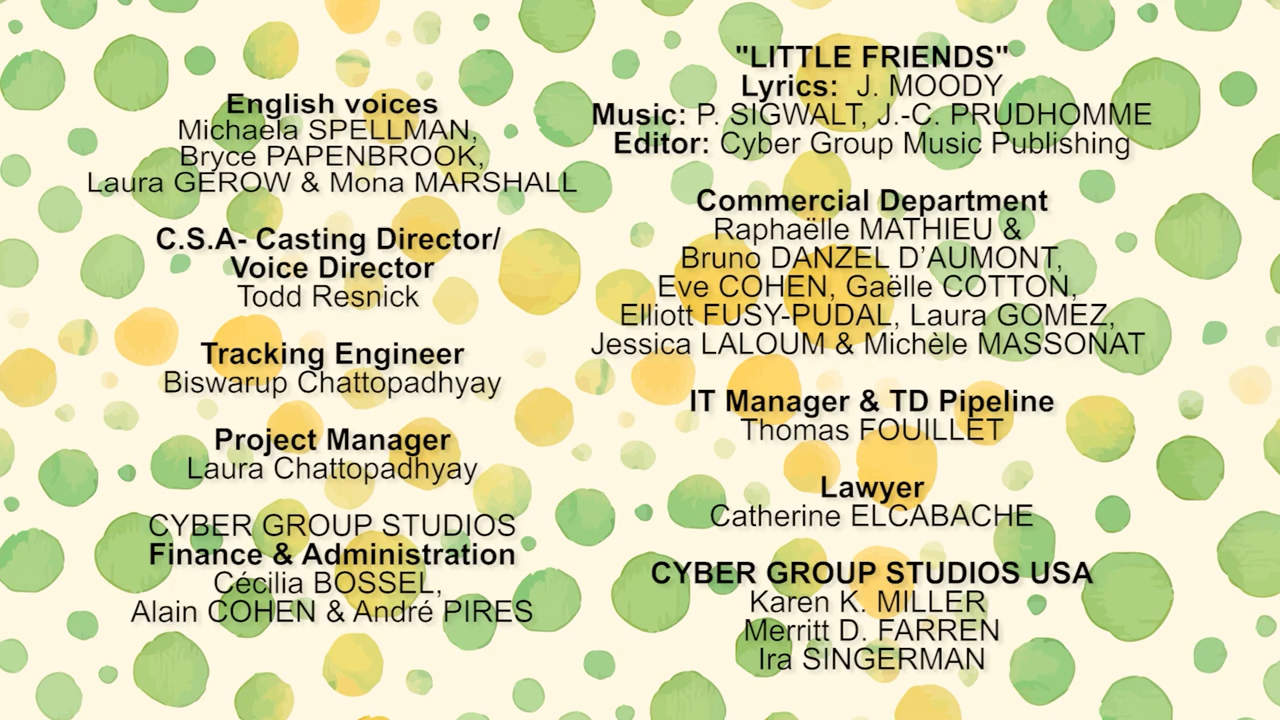 English voices
Michaela SPELLMAN,
Bryce PAPENBROOK,
Laura GEROW & Mona MARSHALL
C.S.A- Casting Director/
Voice Director
Todd Resnick
Tracking Engineer
Biswarup Chattopadhyay
Project Manager
Laura Chattopadhyay
CYBER GROUP STUDIOS
Finance & Administration
Cécilia BOSSEL,
Alain COHEN & André PIRES
"LITTLE FRIENDS"
Lyrics: J. MOODY
Music: P. SIGWALT, J.-C. PRUDHOMME
Editor: Cyber Group Music Publishing
Commercial Department
Raphaëlle MATHIEU &
Bruno DANZEL D’AUMONT,
Eve COHEN, Gaëlle COTTON,
Elliott FUSY-PUDAL, Laura GOMEZ,
Jessica LALOUM & Michèle MASSONAT
IT Manager & TD Pipeline
Thomas FOUILLET
Lawyer
Catherine ELCABACHE
CYBER GROUP STUDIOS USA
Karen K. MILLER
Merritt D. FARREN
Ira SINGERMAN